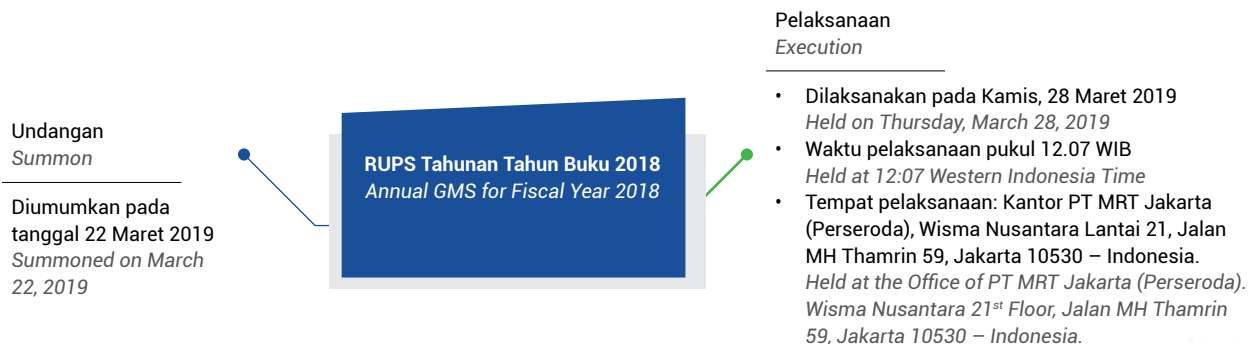 Undangan
Summon
Diumumkan pada
tanggal 22 Maret 2019
Summoned on March
22, 2019
RUPS Tahunan Tahun Buku 2018
Annual GMS for Fiscal Year 2018
Pelaksanaan
Execution
• Dilaksanakan pada Kamis, 28 Maret 2019
Held on Thursday, March 28, 2019
• Waktu pelaksanaan pukul 12.07 WIB
Held at 12:07 Western Indonesia Time
• Tempat pelaksanaan: Kantor PT MRT Jakarta
(Perseroda), Wisma Nusantara Lantai 21, Jalan
MH Thamrin 59, Jakarta 10530 – Indonesia.
Held at the Office of PT MRT Jakarta (Perseroda).
Wisma Nusantara 21st Floor, Jalan MH Thamrin
59, Jakarta 10530 – Indonesia.